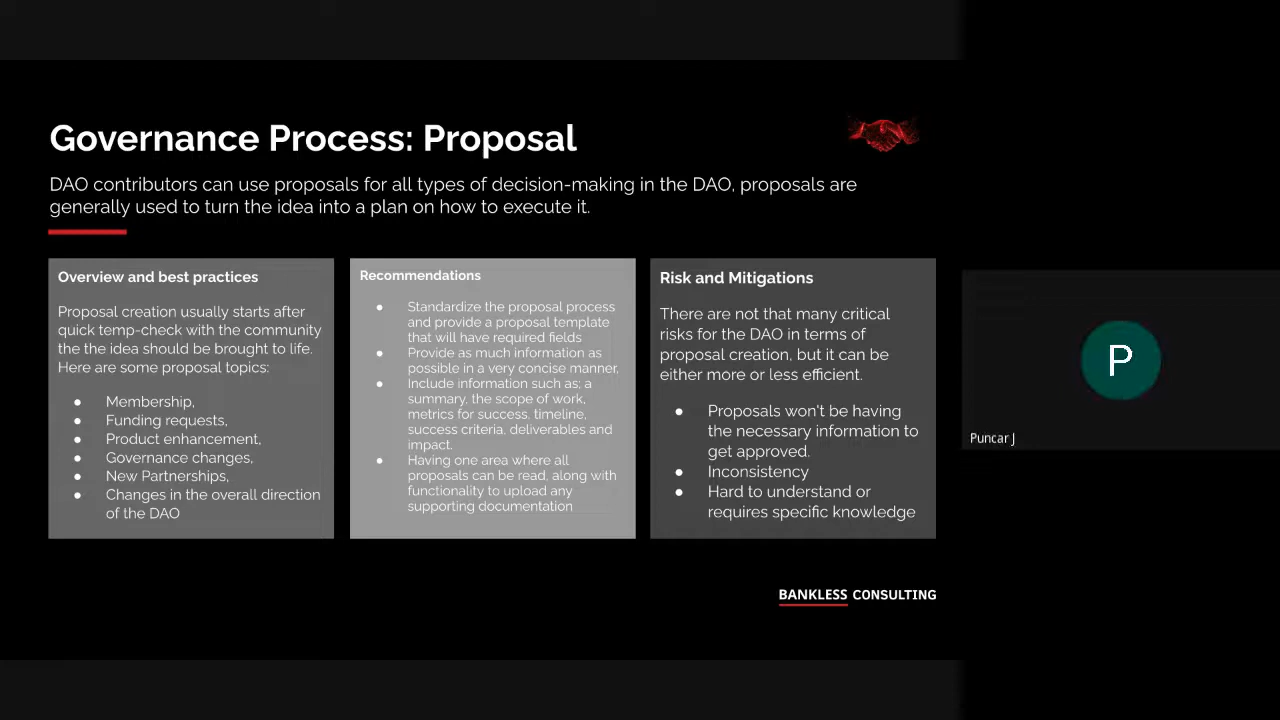 Governance Process: Proposal
DAO contributors can use proposals for all types of decision-making in the DAO, proposals are
generally used to turn the idea into a plan on how to execute it.
Overview and best practices
Proposal creation usually starts after
quick temp-check with the community
the the idea should be brought to life.
Here are some proposal topics:
● Membership,
● Funding requests,
● Product enhancement,
● Governance changes,
● New Partnerships,
● Changes in the overall direction
of the DAO
Recommendations
● Standardize the proposal process
and provide a proposal template
that will have required fields
● Provide as much information as
possible in a very concise manner.
● Include information such as; a
summary, the scope of work,
metrics for success, timeline,
success criteria, deliverables and
impact.
● Having one area where all
proposals can be read, along with
functionality to upload any
supporting documentation
Risk and Mitigations
There are not that many critical
risks for the DAO in terms of
proposal creation, but it can be
either more or less efficient.
● Proposals won't be having
the necessary information to
get approved.
● Inconsistency
● Hard to understand or
requires specific knowledge
BANKLESS CONSULTING
P
Puncar J